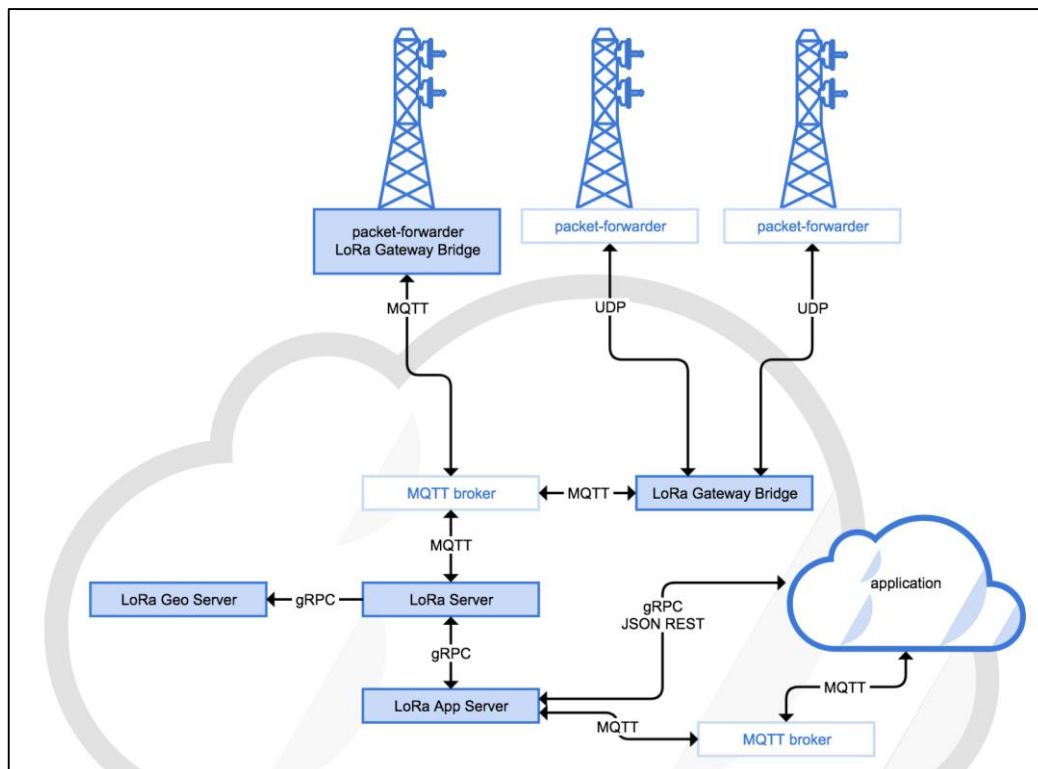 packet-forwarder
LoRa Gateway Bridge
packet-forwarder
packet-forwarder
MQTT
UDP
UDP
MQTT broker
MQTT
LoRa Gateway Bridge
MQTT
LoRa Geo Server
gRPC
LoRa Server
gRPC
JSON REST
application
gRPC
LoRa App Server
MQTT
MQTT
MQTT broker